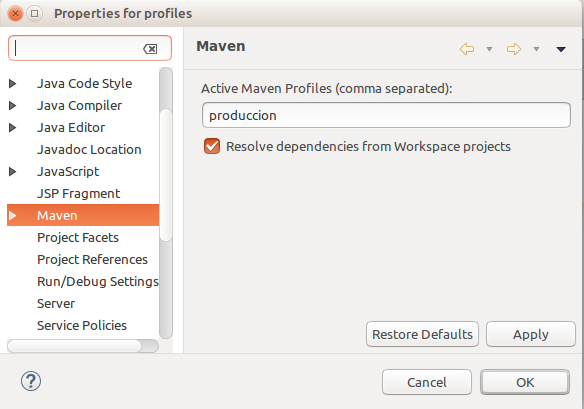 Properties for profiles
Java Code Style
Java Compiler
Java Editor
Javadoc Location
JavaScript
JSP Fragment
Maven
Project Facets
Project References
Run/Debug Settings
Server
Service Policies
Maven
Active Maven Profiles (comma separated):
produccion
Resolve dependencies from Workspace projects
Restore Defaults
Apply
?
Cancel
OK